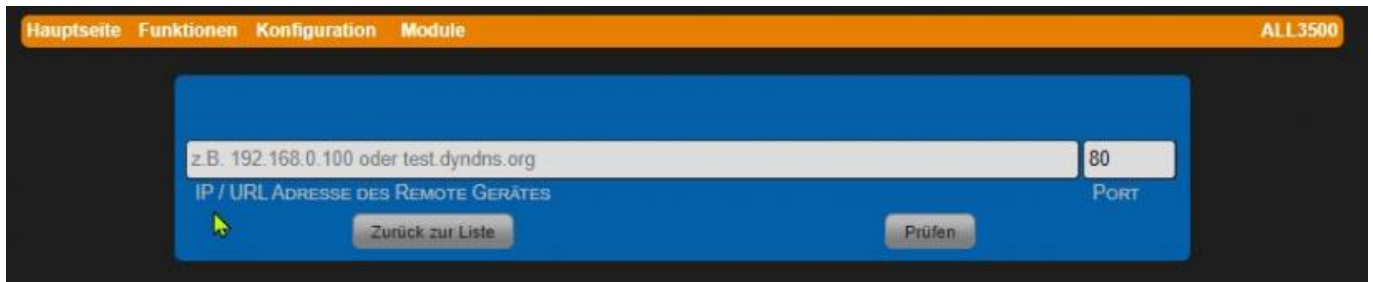 Hauptseite Funktionen Konfiguration Module ALL3500
z.B. 192.168.0.100 oder test.dyndns.org 80
IP / URL ADRESSE DES REMOTE GERÄTES PORT
Zurück zur Liste Prüfen